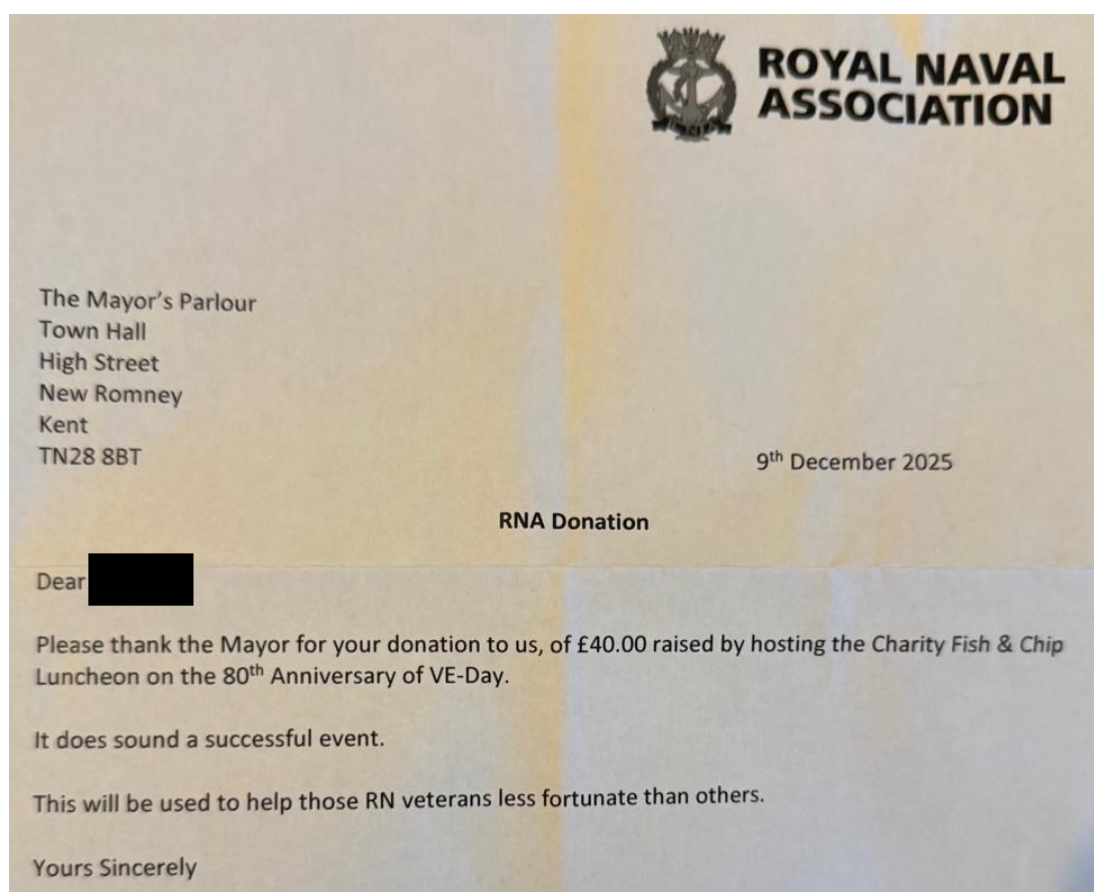 ROYAL NAVAL
ASSOCIATION
The Mayor's Parlour
Town Hall
High Street
New Romney
Kent
TN28 8BT
9th December 2025
RNA Donation
Dear
Please thank the Mayor for your donation to us, of £40.00 raised by hosting the Charity Fish & Chip
Luncheon on the 80th Anniversary of VE-Day.
It does sound a successful event.
This will be used to help those RN veterans less fortunate than others.
Yours Sincerely